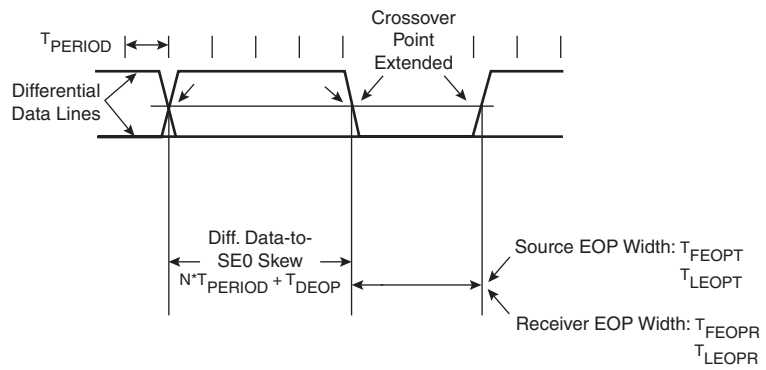 TPERIOD
Crossover
Point
Extended
Differential
Data Lines
Diff. Data-to-
SE0 Skew
N*TPERIOD + TDEOP
Source EOP Width: TFEOPT
TLEOPT
Receiver EOP Width: TFEOPR
TLEOPR